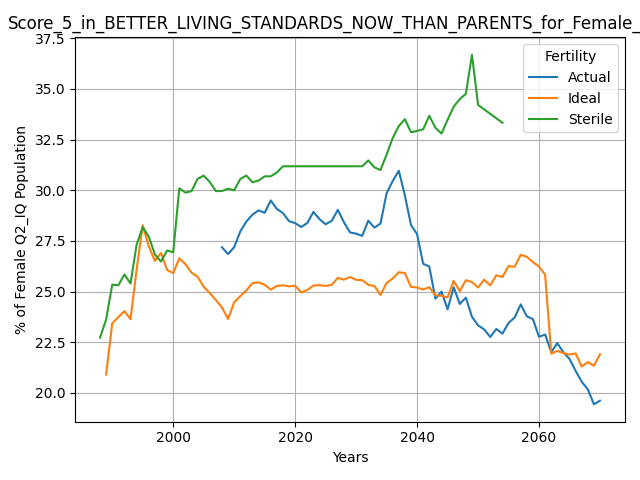 Score_5_in_BETTER_LIVING_STANDARDS_NOW_THAN_PARENTS_for_Female_
37.5
35.0
32.5
30.0
27.5
25.0
22.5
20.0
% of Female Q2_IQ Population
Fertility
Actual
Ideal
Sterile
2000
2020
2040
2060
Years